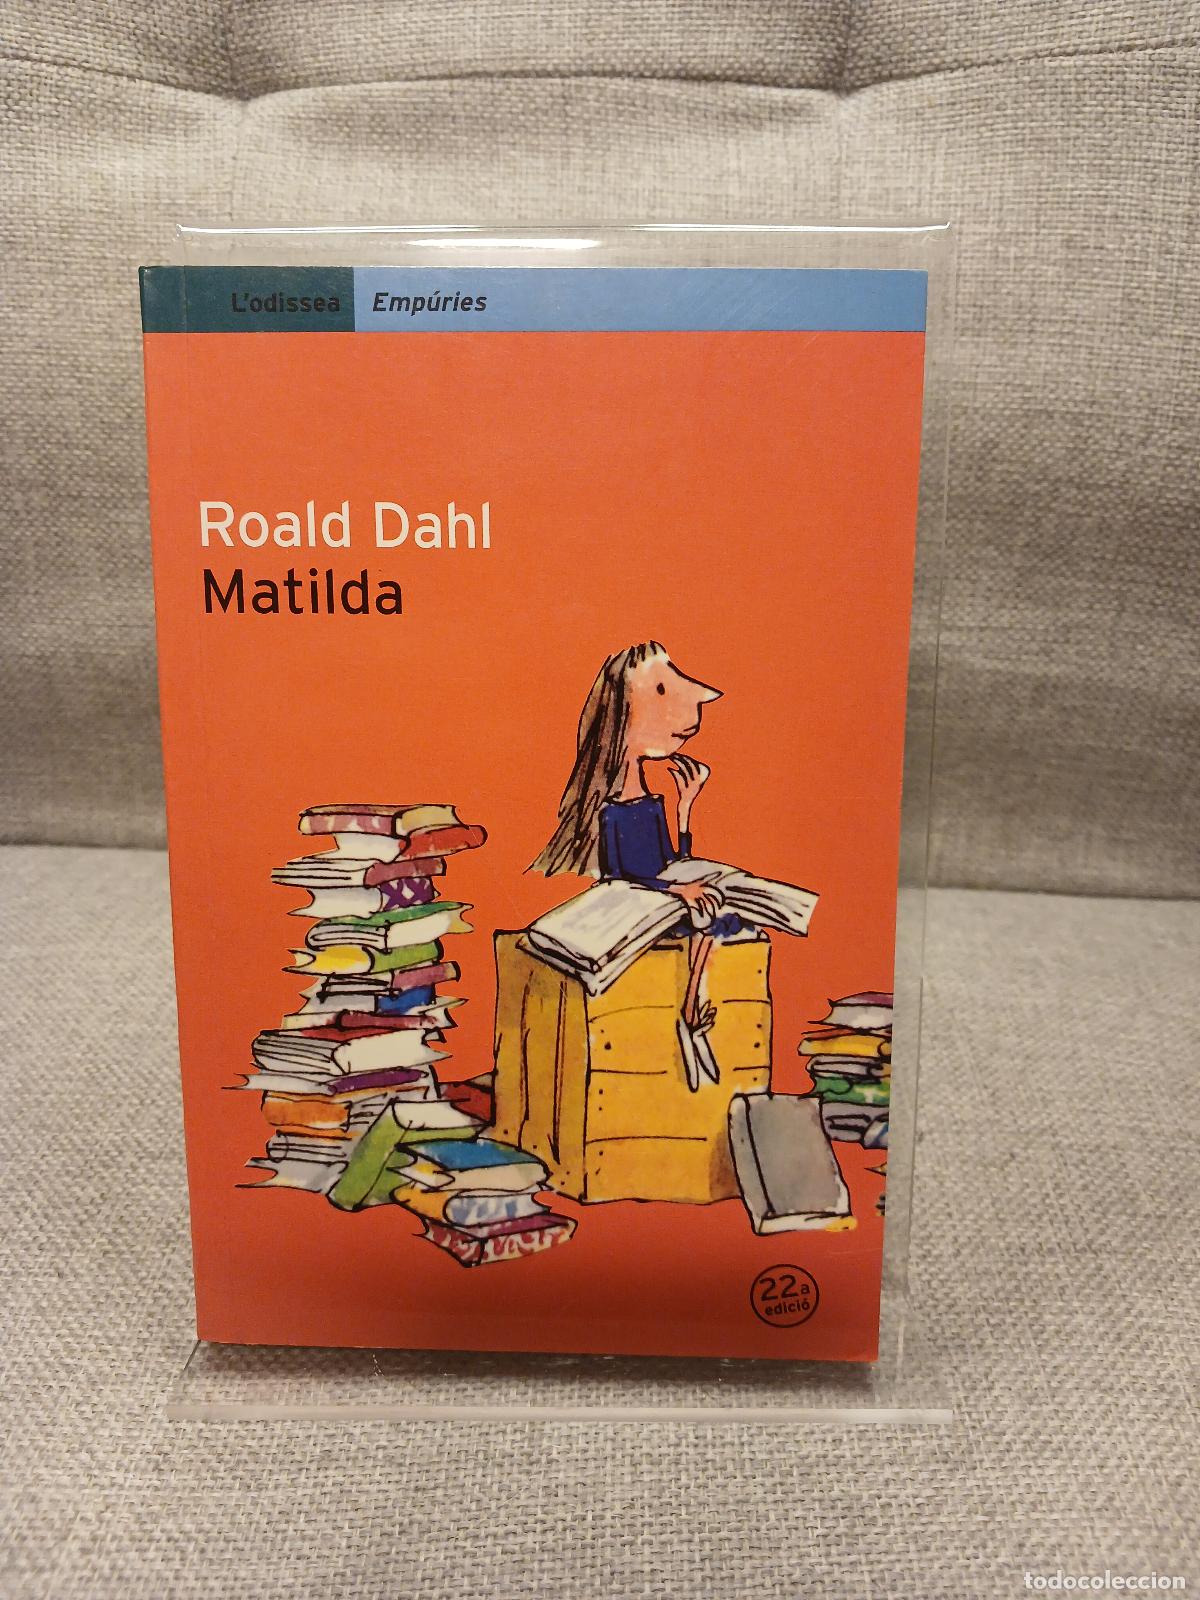 L'odissea Empúries
Roald Dahl
Matilda
22a
edició
todocoleccion